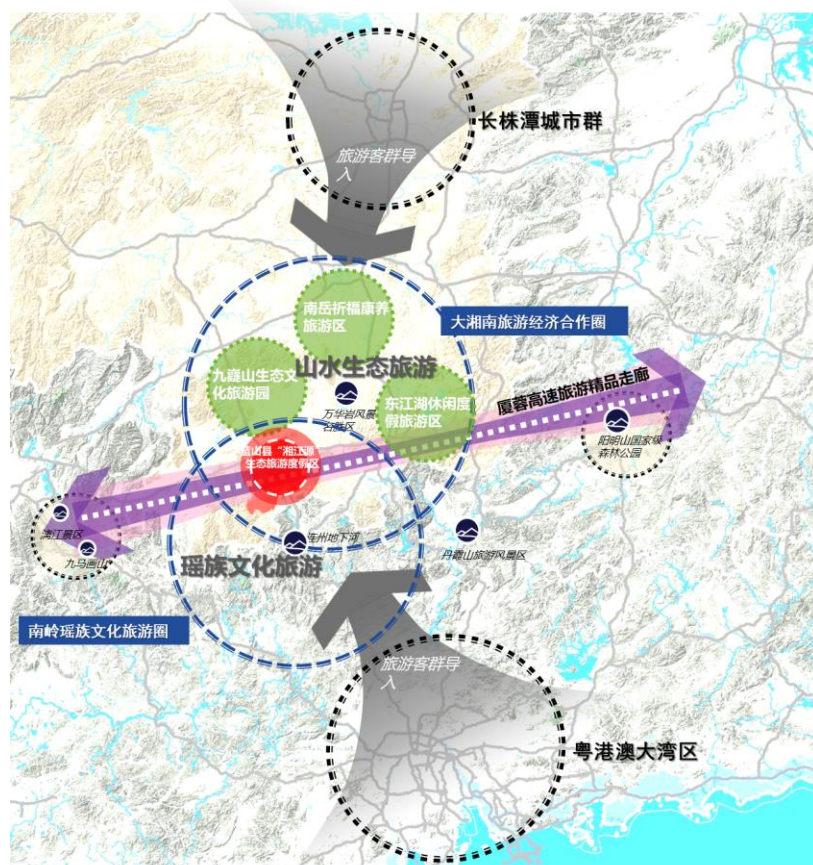 长株潭城市群
旅游客群导
入
南岳祈福康养
旅游区
大湘南旅游经济合作圈
山水生态旅游
九嶷山生态文
化旅游园
厦蓉高速旅游精品走廊
万华岩风景
名胜区
东江湖休闲度
假旅游区
阳明山国家级
森林公园
蓝山县“湘江源”
生态旅游度假区
漓江景区
九马画山
连州地下河
丹霞山旅游风景区
瑶族文化旅游
南岭瑶族文化旅游圈
旅游客群导
入
粤港澳大湾区